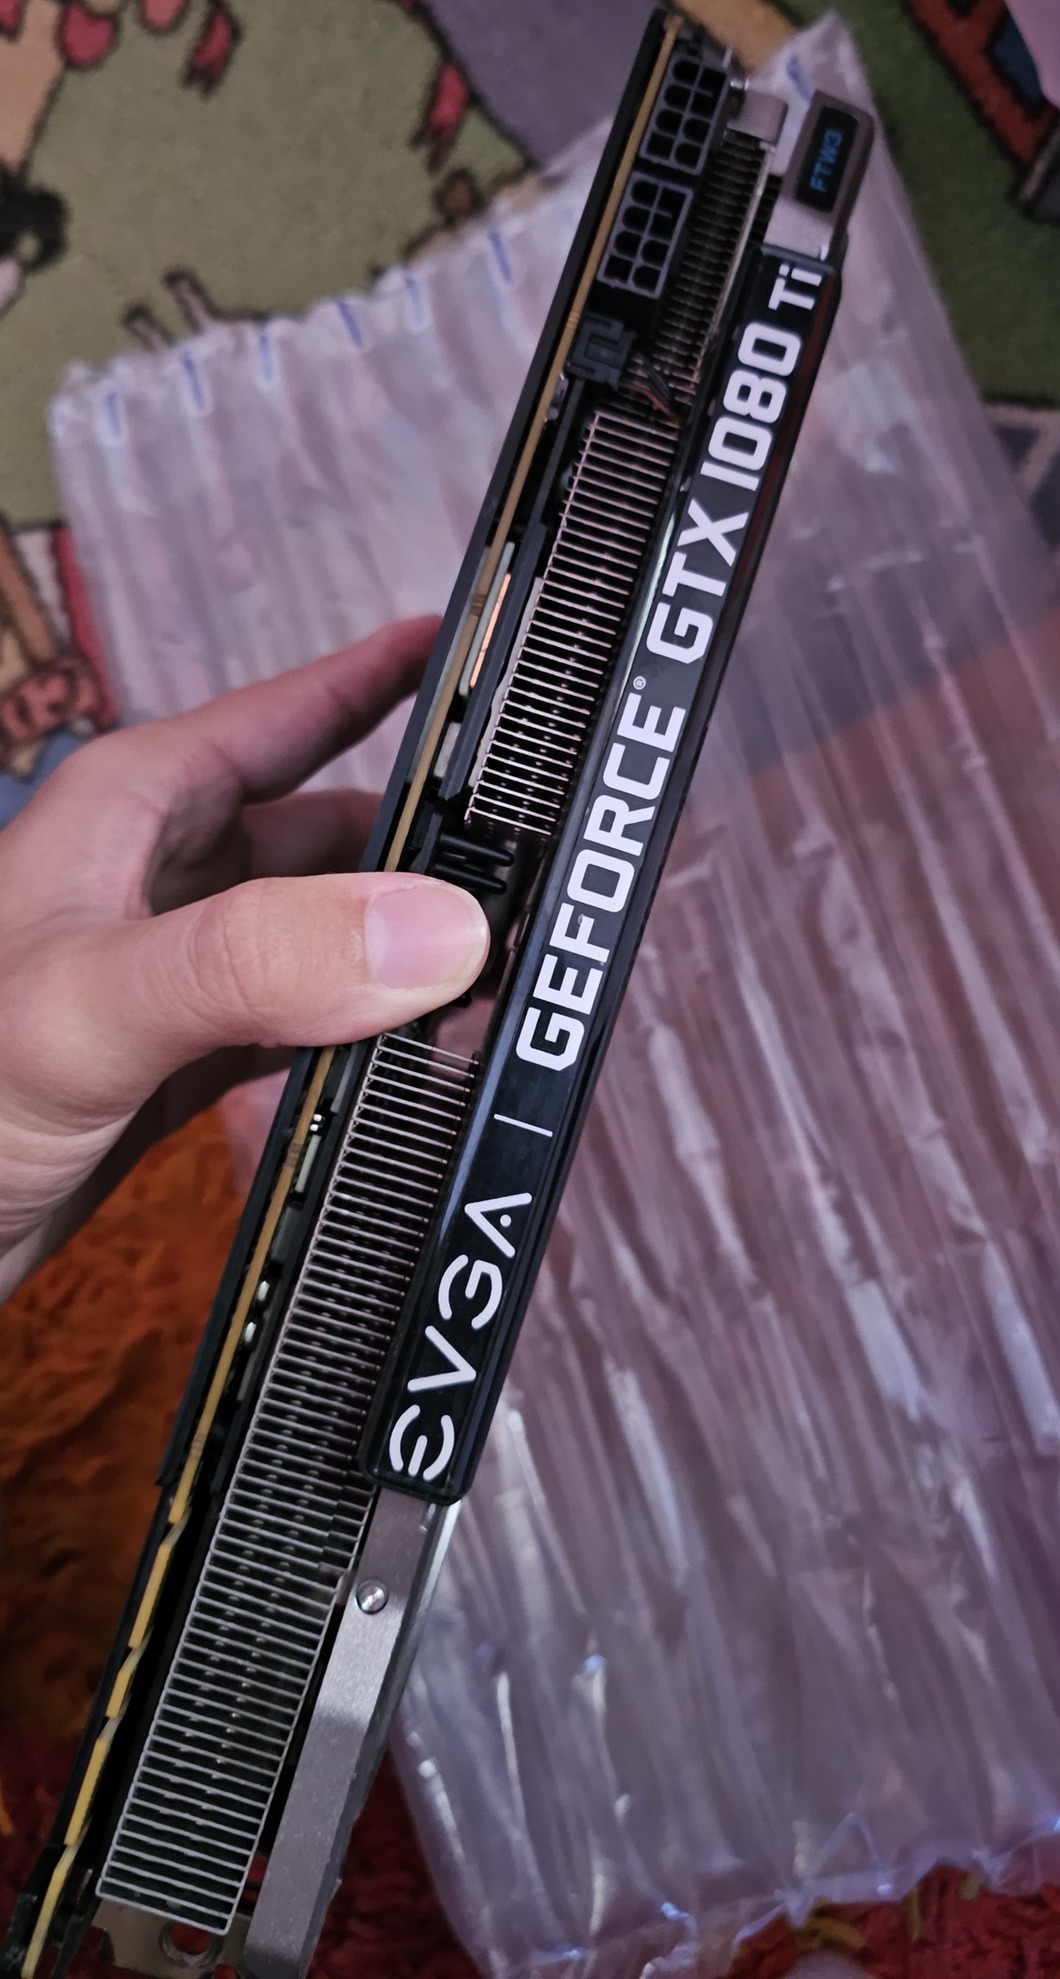 EVGA | GEFORCE® GTX 1080 Ti
FTW3